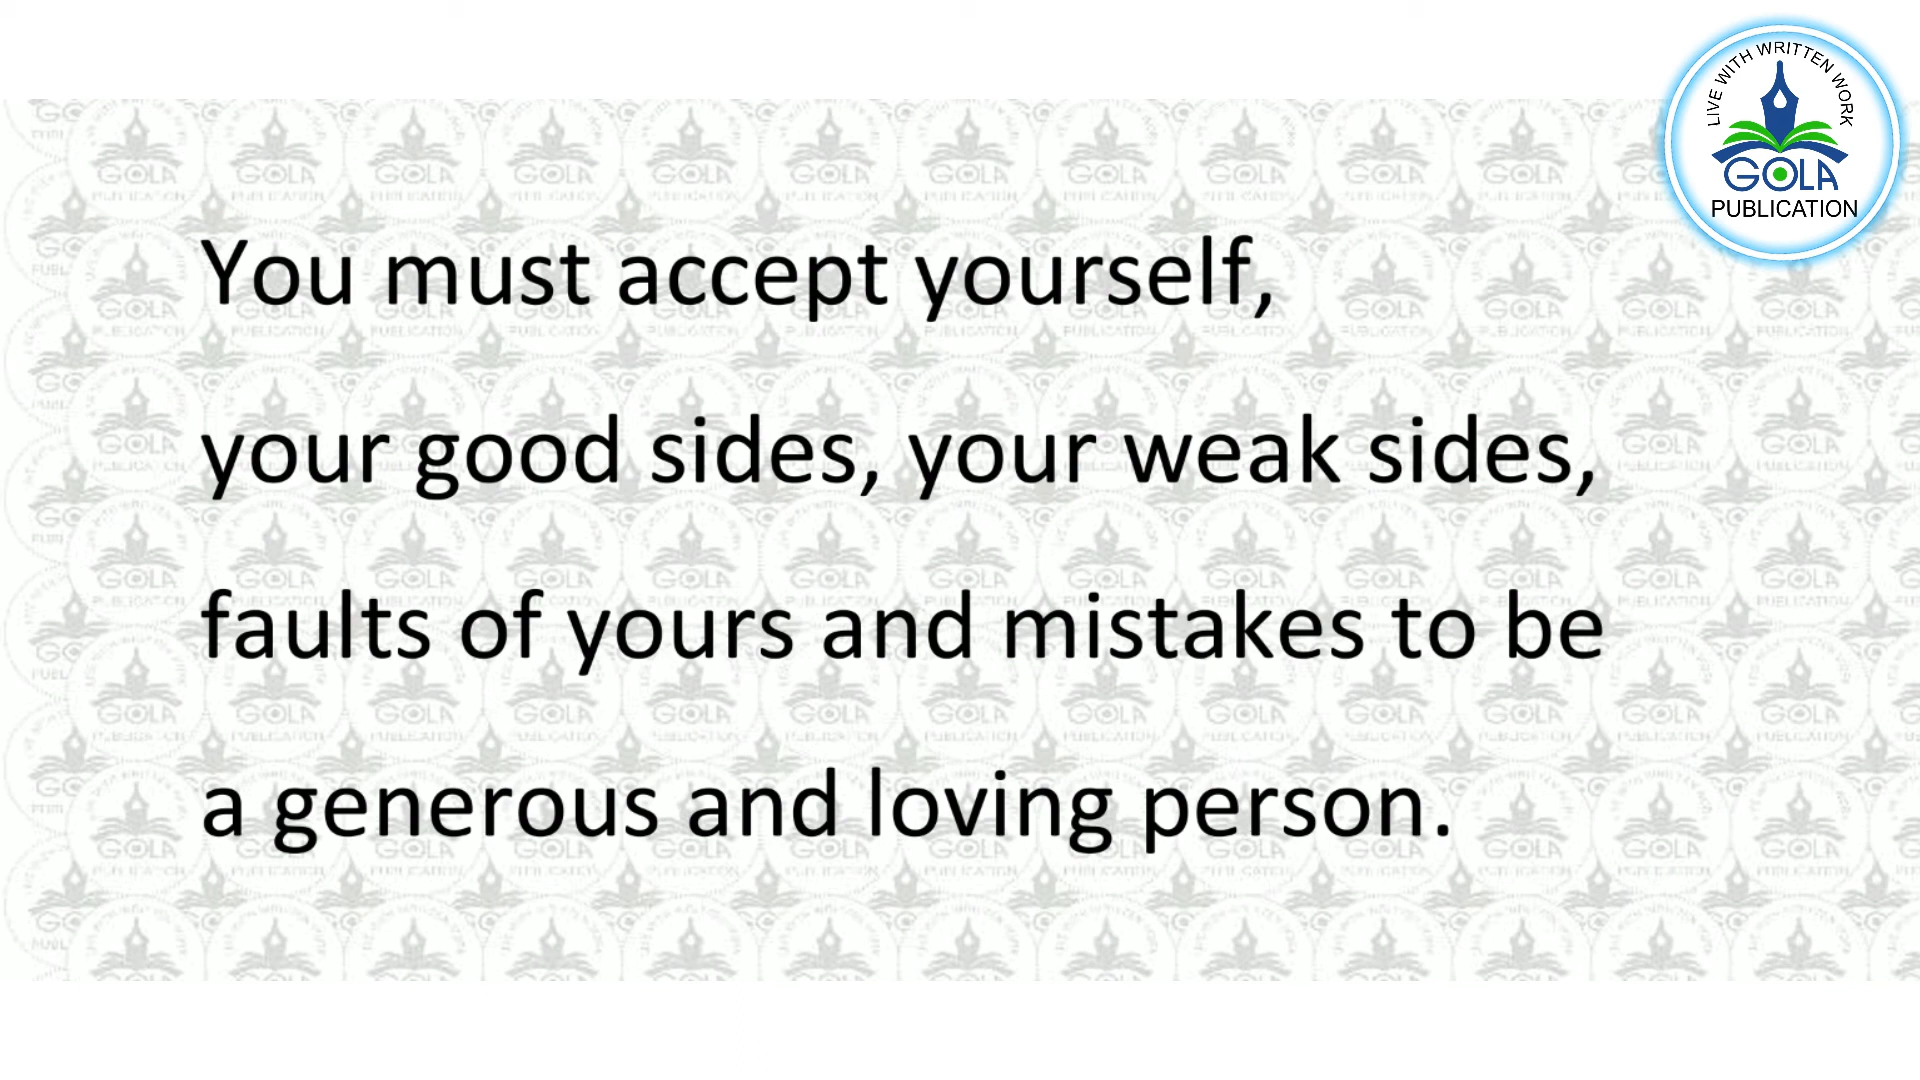 LIVE WITH WRITTEN WORK
GOLA
PUBLICATION
You must accept yourself,
your good sides, your weak sides,
faults of yours and mistakes to be
a generous and loving person.